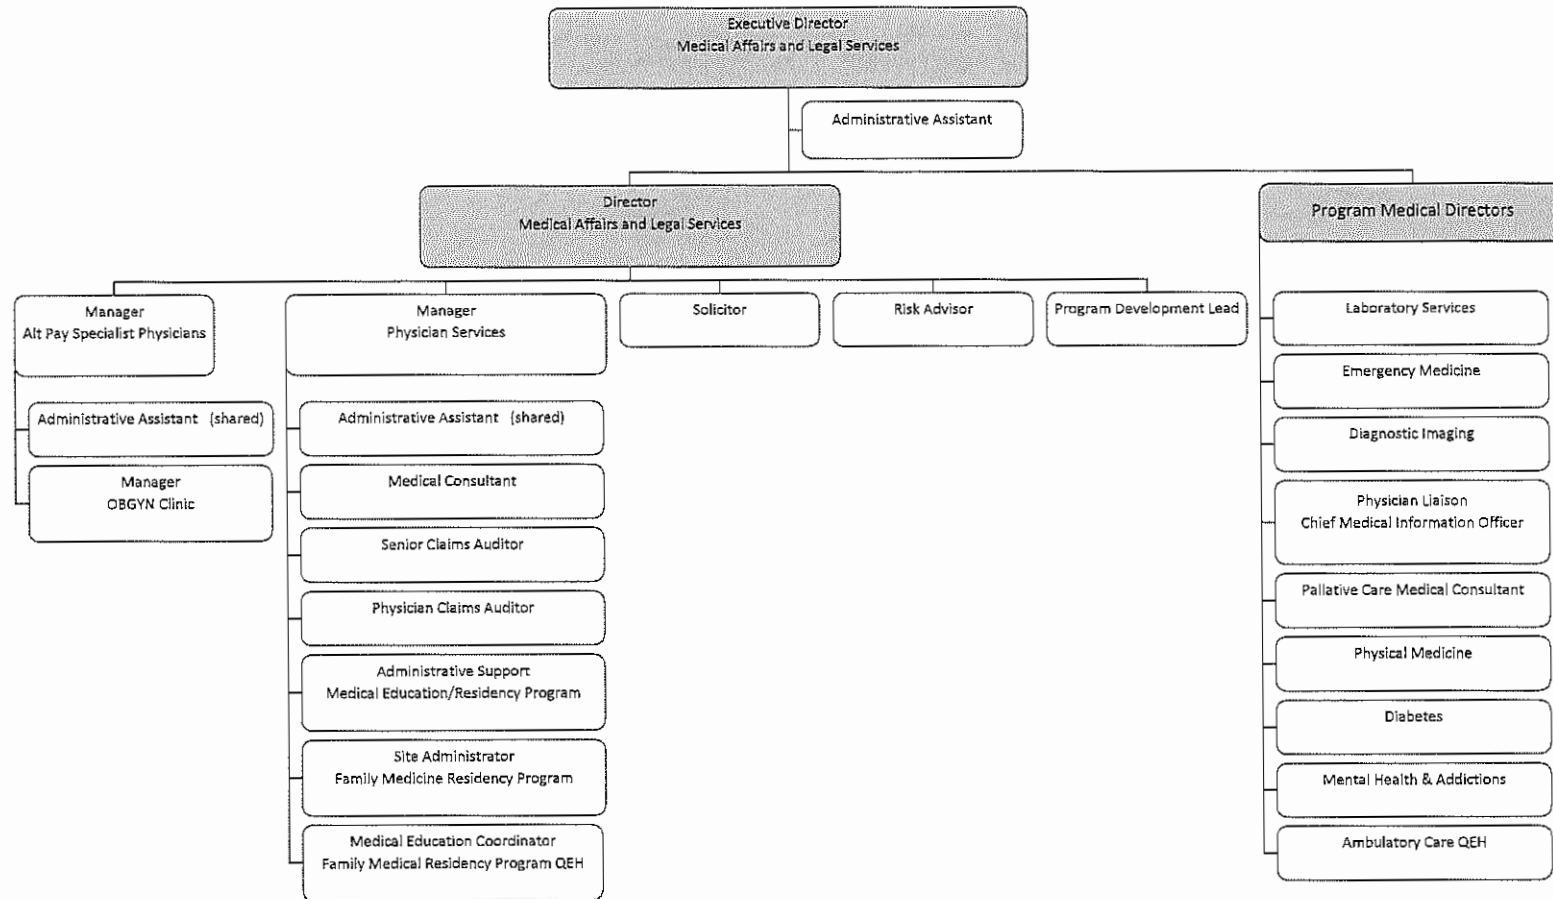 Executive Director
Medical Affairs and Legal Services
Administrative Assistant
Director
Medical Affairs and Legal Services
Program Medical Directors
Manager
Alt Pay Specialist Physicians
Manager
Physician Services
Solicitor
Risk Advisor
Program Development Lead
Administrative Assistant (shared)
Manager
OBGYN Clinic
Administrative Assistant (shared)
Medical Consultant
Senior Claims Auditor
Physician Claims Auditor
Administrative Support
Medical Education/Residency Program
Site Administrator
Family Medicine Residency Program
Medical Education Coordinator
Family Medical Residency Program QEH
Laboratory Services
Emergency Medicine
Diagnostic Imaging
Physician Liaison
Chief Medical Information Officer
Pallative Care Medical Consultant
Physical Medicine
Diabetes
Mental Health & Addictions
Ambulatory Care QEH